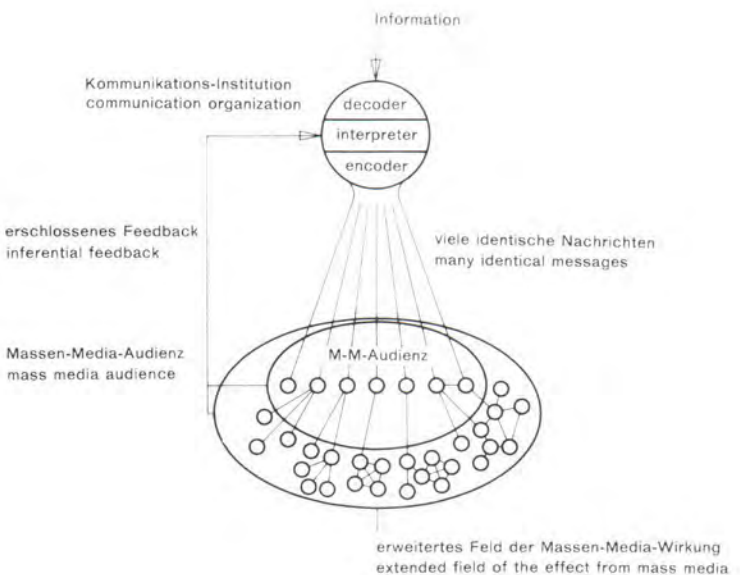 Information
Kommunikations-Institution
communication organization
decoder
interpreter
encoder
erschlossenes Feedback
inferential feedback
viele identische Nachrichten
many identical messages
Massen-Media-Audienz
mass media audience
M-M-Audienz
erweitertes Feld der Massen-Media-Wirkung
extended field of the effect from mass media